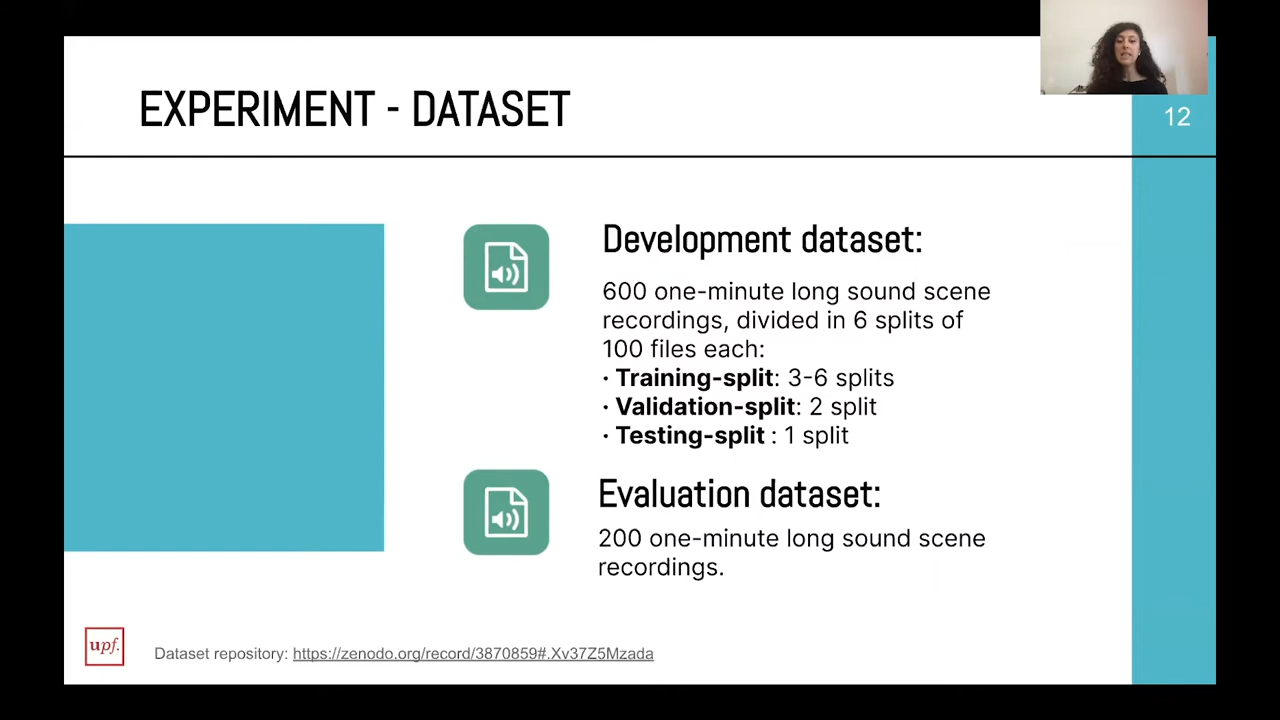 EXPERIMENT - DATASET
12
Development dataset:
600 one-minute long sound scene
recordings, divided in 6 splits of
100 files each:
· Training-split: 3-6 splits
· Validation-split: 2 split
· Testing-split : 1 split
Evaluation dataset:
200 one-minute long sound scene
recordings.
upf.
Dataset repository: https://zenodo.org/record/3870859#.Xv37Z5Mzada